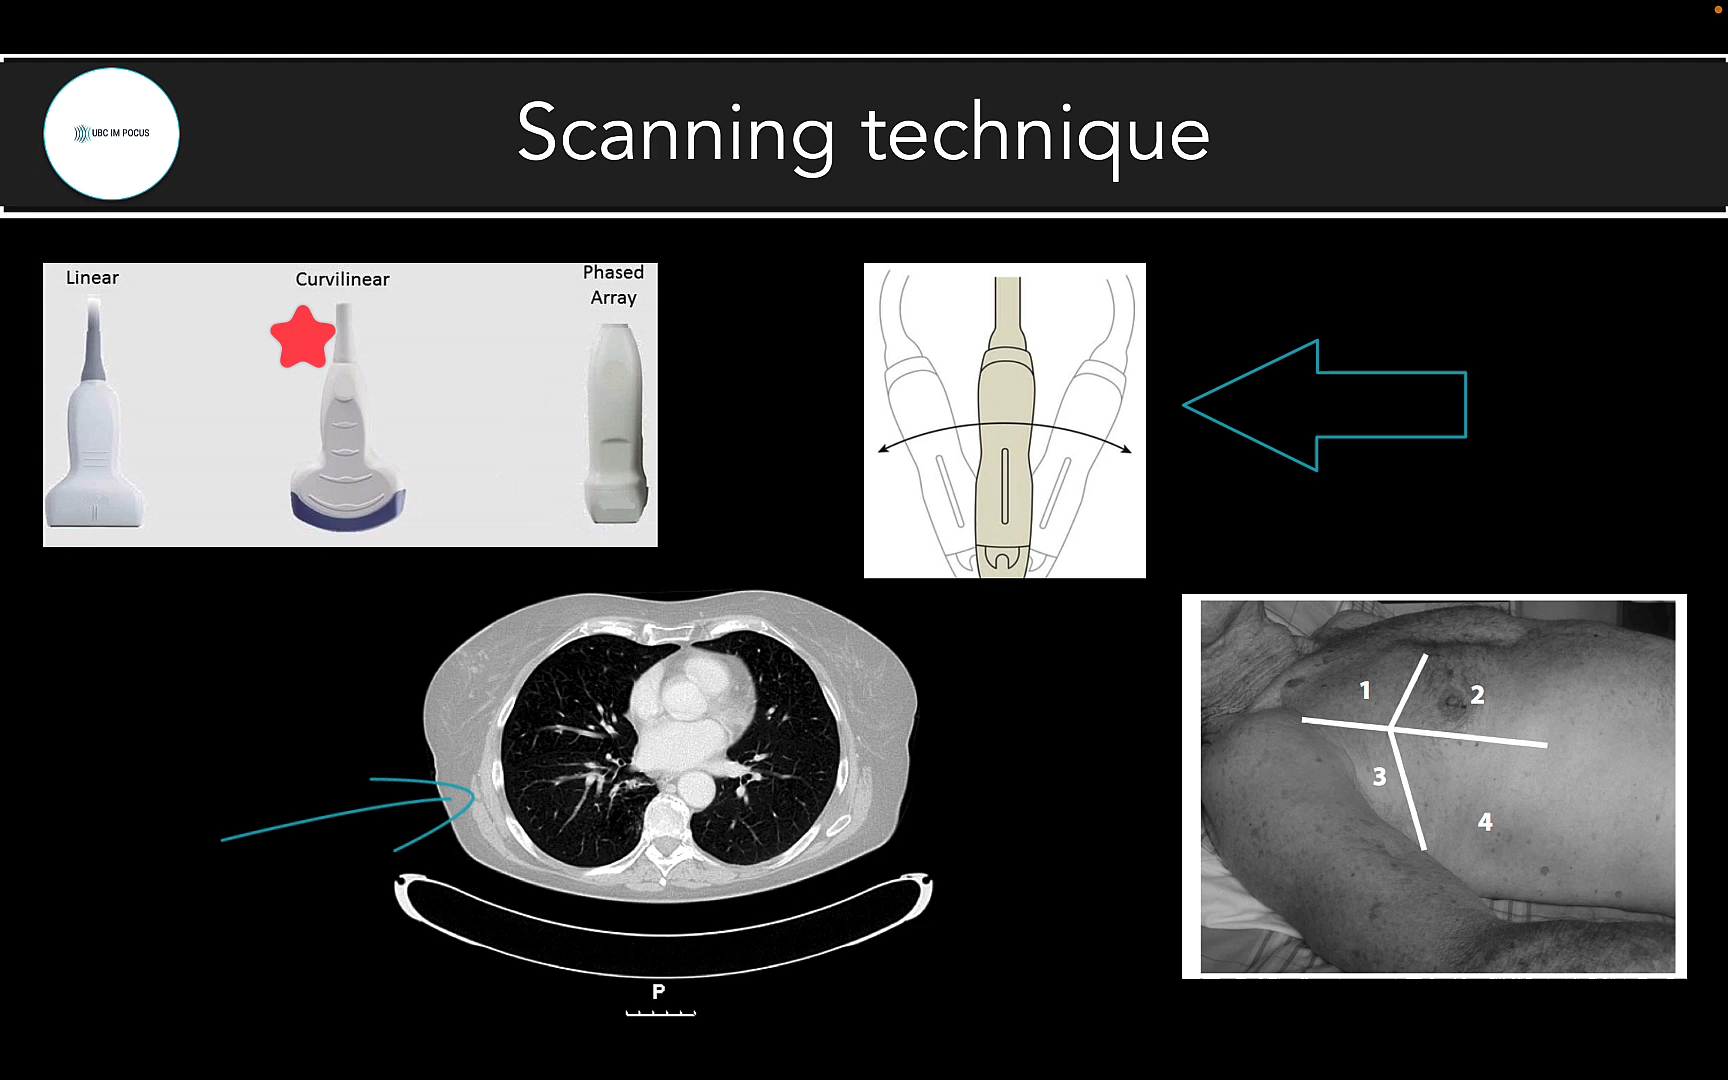 UBC IM POCUS
Scanning technique
Linear
Curvilinear
Phased
Array
1
2
3
4
P